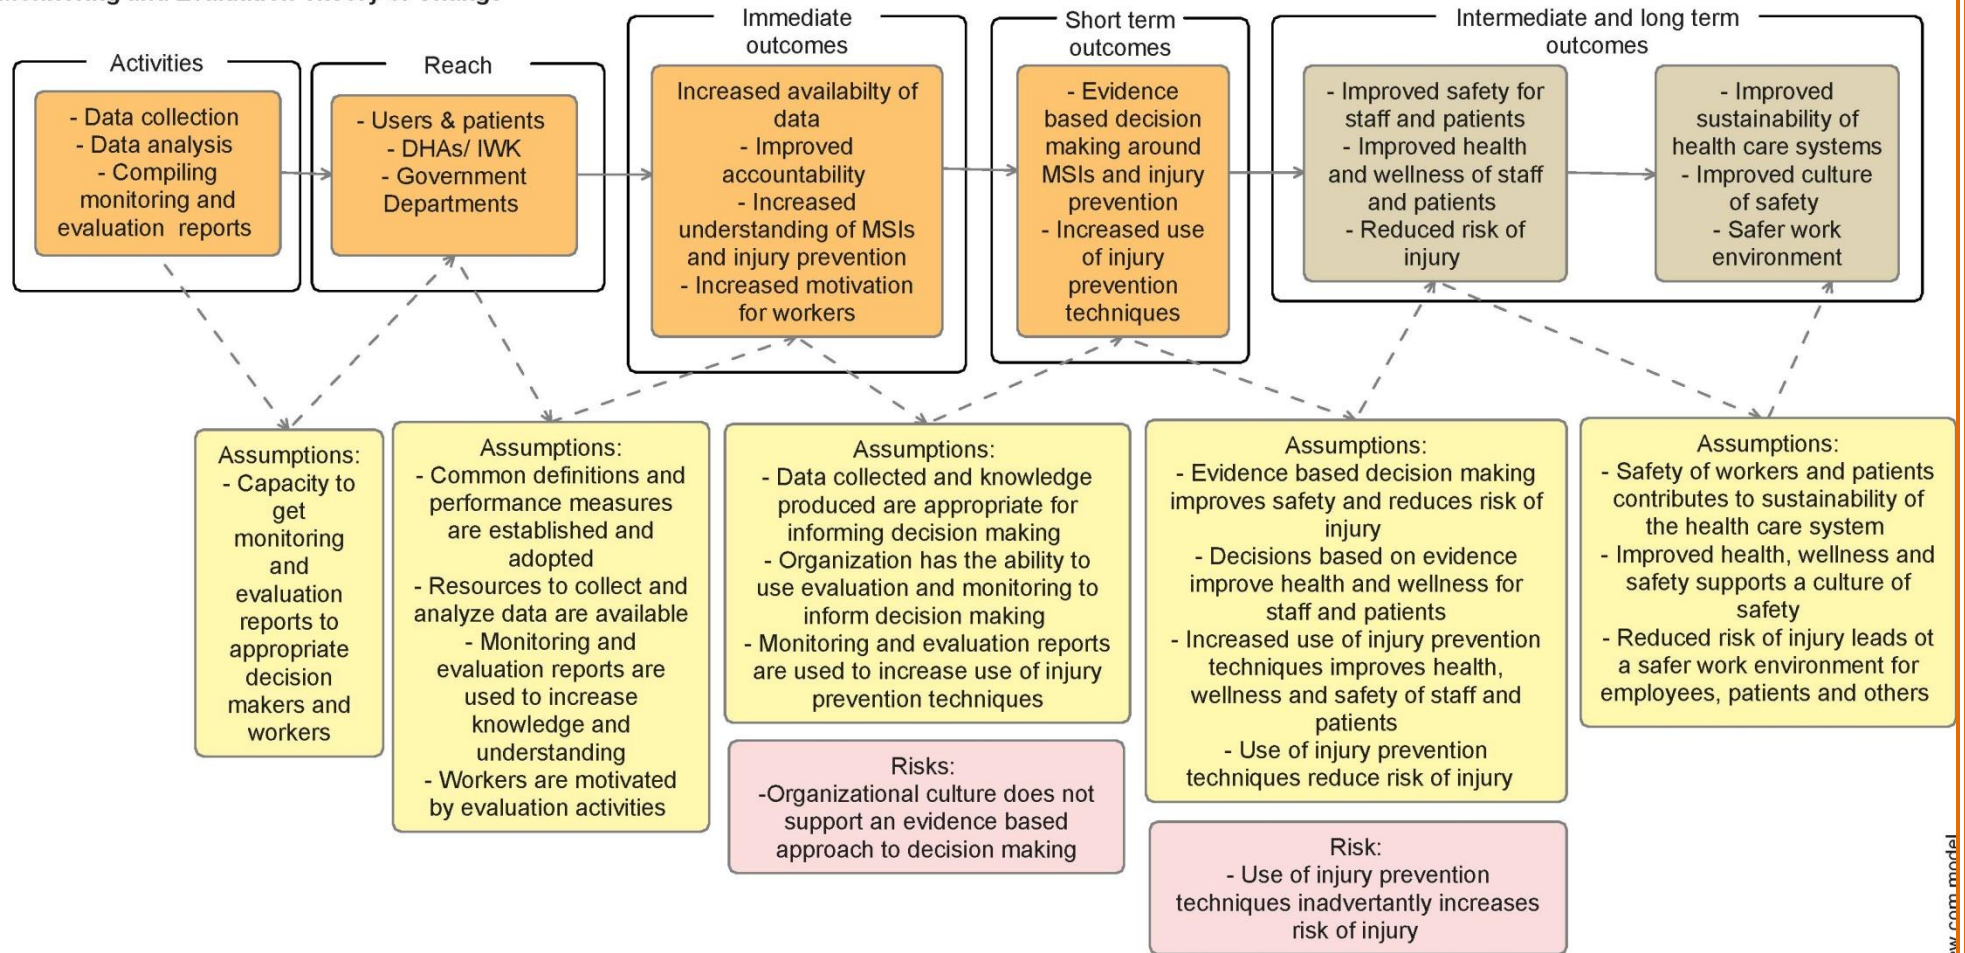 Activities
- Data collection
- Data analysis
- Compiling
monitoring and
evaluation reports
Reach
- Users & patients
- DHAs/ IWK
- Government
Departments
Immediate
outcomes
Increased availabilty of
data
- Improved
accountability
- Increased
understanding of MSIs
and injury prevention
- Increased motivation
for workers
Short term
outcomes
- Evidence
based decision
making around
MSIs and injury
prevention
- Increased use
of injury
prevention
techniques
Intermediate and long term
outcomes
- Improved safety for
staff and patients
- Improved health
and wellness of staff
and patients
- Reduced risk of
injury
- Improved
sustainability of
health care systems
- Improved culture
of safety
- Safer work
environment
Assumptions:
- Capacity to
get
monitoring
and
evaluation
reports to
appropriate
decision
makers and
workers
Assumptions:
- Common definitions and
performance measures
are established and
adopted
- Resources to collect and
analyze data are available
- Monitoring and
evaluation reports are
used to increase
knowledge and
understanding
- Workers are motivated
by evaluation activities
Assumptions:
- Data collected and knowledge
produced are appropriate for
informing decision making
- Organization has the ability to
use evaluation and monitoring to
inform decision making
- Monitoring and evaluation reports
are used to increase use of injury
prevention techniques
Risks:
-Organizational culture does not
support an evidence based
approach to decision making
Assumptions:
- Evidence based decision making
improves safety and reduces risk of
injury
- Decisions based on evidence
improve health and wellness for
staff and patients
- Increased use of injury prevention
techniques improves health,
wellness and safety of staff and
patients
- Use of injury prevention
techniques reduce risk of injury
Risk:
- Use of injury prevention
techniques inadvertantly increases
risk of injury
Assumptions:
- Safety of workers and patients
contributes to sustainability of
the health care system
- Improved health, wellness and
safety supports a culture of
safety
- Reduced risk of injury leads ot
a safer work environment for
employees, patients and others
com model